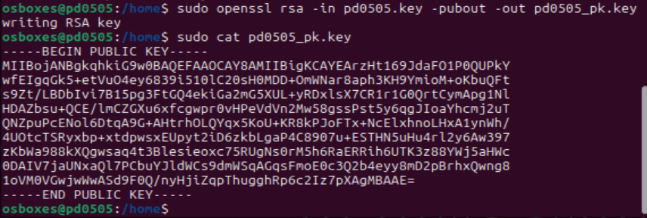 osboxes@pd0505:/home$ sudo openssl rsa -in pd0505.key -pubout -out pd0505_pk.key
writing RSA key
osboxes@pd0505:/home$ sudo cat pd0505_pk.key
-----BEGIN PUBLIC KEY-----
MIIBojANBgkqhkiG9w0BAQEFAAOCAY8AMIIBigKCAYEArzHt169JdaFO1P0QUPkY
wfEIgqGk5+etVuO4ey6839i510lC20sH0MDD+OmWNar8aph3KH9YmioM+oKbuQFt
s9Zt/LBDbIvi7B15pg3FtGQ4ekiGa2mG5XUL+yRDxlsX7CR1r1G0QrtCymApg1Nl
HDAZbsu+QCE/lmCZGXu6xfcgwpr0vHPeVdVn2Mw58gssPst5y6qgJIoaYhcmj2uT
QNZpuPcENol6DtqA9G+AHtrhOLQYqx5KoU+KR8kPJoFTx+NcElxhnoLHxA1ynWh/
4UOtcTSRyxbp+xtdpwsxEUpyt2iD6zkbLgaP4C8907u+ESTHN5uHu4rl2y6Aw397
zKbWa988kXQgwsaq4t3Blesieoxc75RUgNs0rM5h6RaERRih6UTK3z88YWj5aHWc
0DAIV7jaUNxaQl7PCbuYJldWCs9dmWSqAGqsFmoE0c3Q2b4eyy8mD2pBrhxQwng8
1oVM0VGwjwWwASd9F0Q/nyHjiZqpThugghRp6c2Iz7pXAgMBAAE=
-----END PUBLIC KEY-----
osboxes@pd0505:/home$